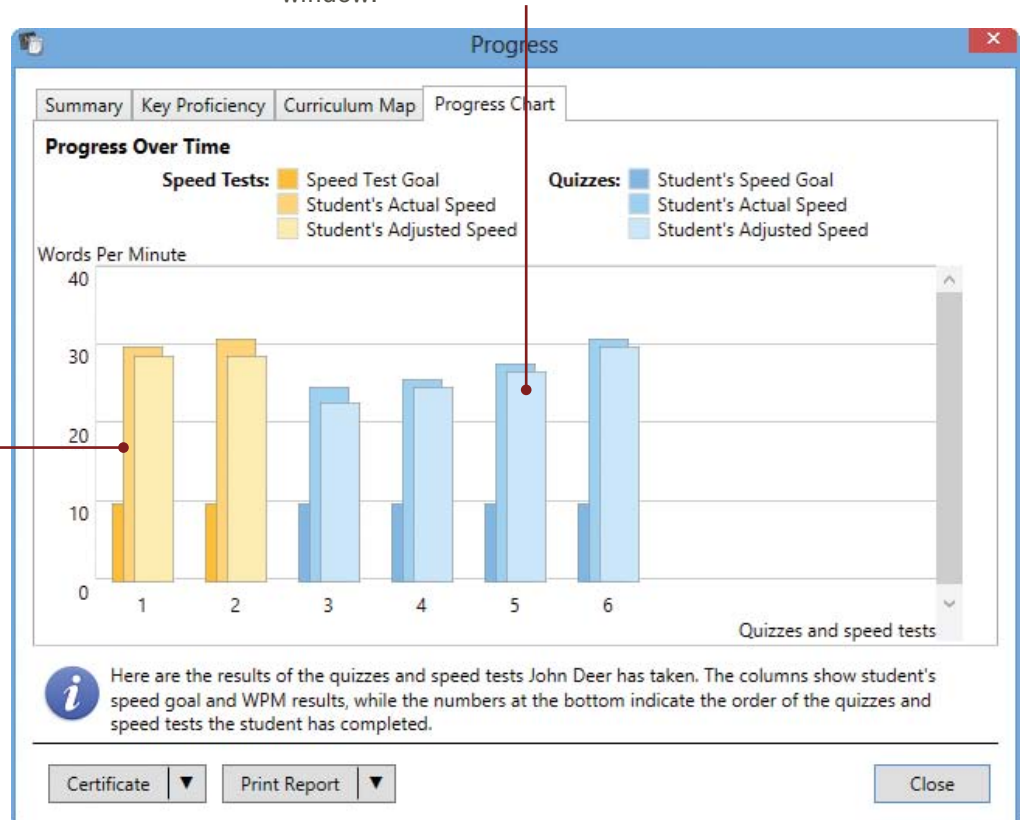 window.
Progress
Summary Key Proficiency Curriculum Map Progress Chart
Progress Over Time
Speed Tests: Speed Test Goal
Student's Actual Speed
Student's Adjusted Speed
Quizzes: Student's Speed Goal
Student's Actual Speed
Student's Adjusted Speed
Words Per Minute
40
30
20
10
0
1 2 3 4 5 6
Quizzes and speed tests
Here are the results of the quizzes and speed tests John Deer has taken. The columns show student's
speed goal and WPM results, while the numbers at the bottom indicate the order of the quizzes and
speed tests the student has completed.
Certificate Print Report Close